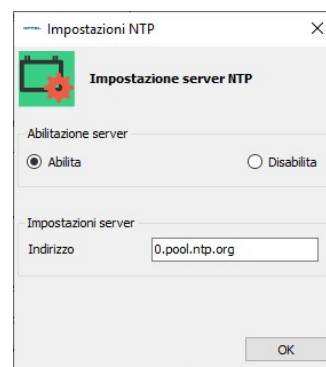 Impostazioni NTP
Impostazione server NTP
Abilitazione server
Abilita
Disabilita
Impostazioni server
Indirizzo
0.pool.ntp.org
OK